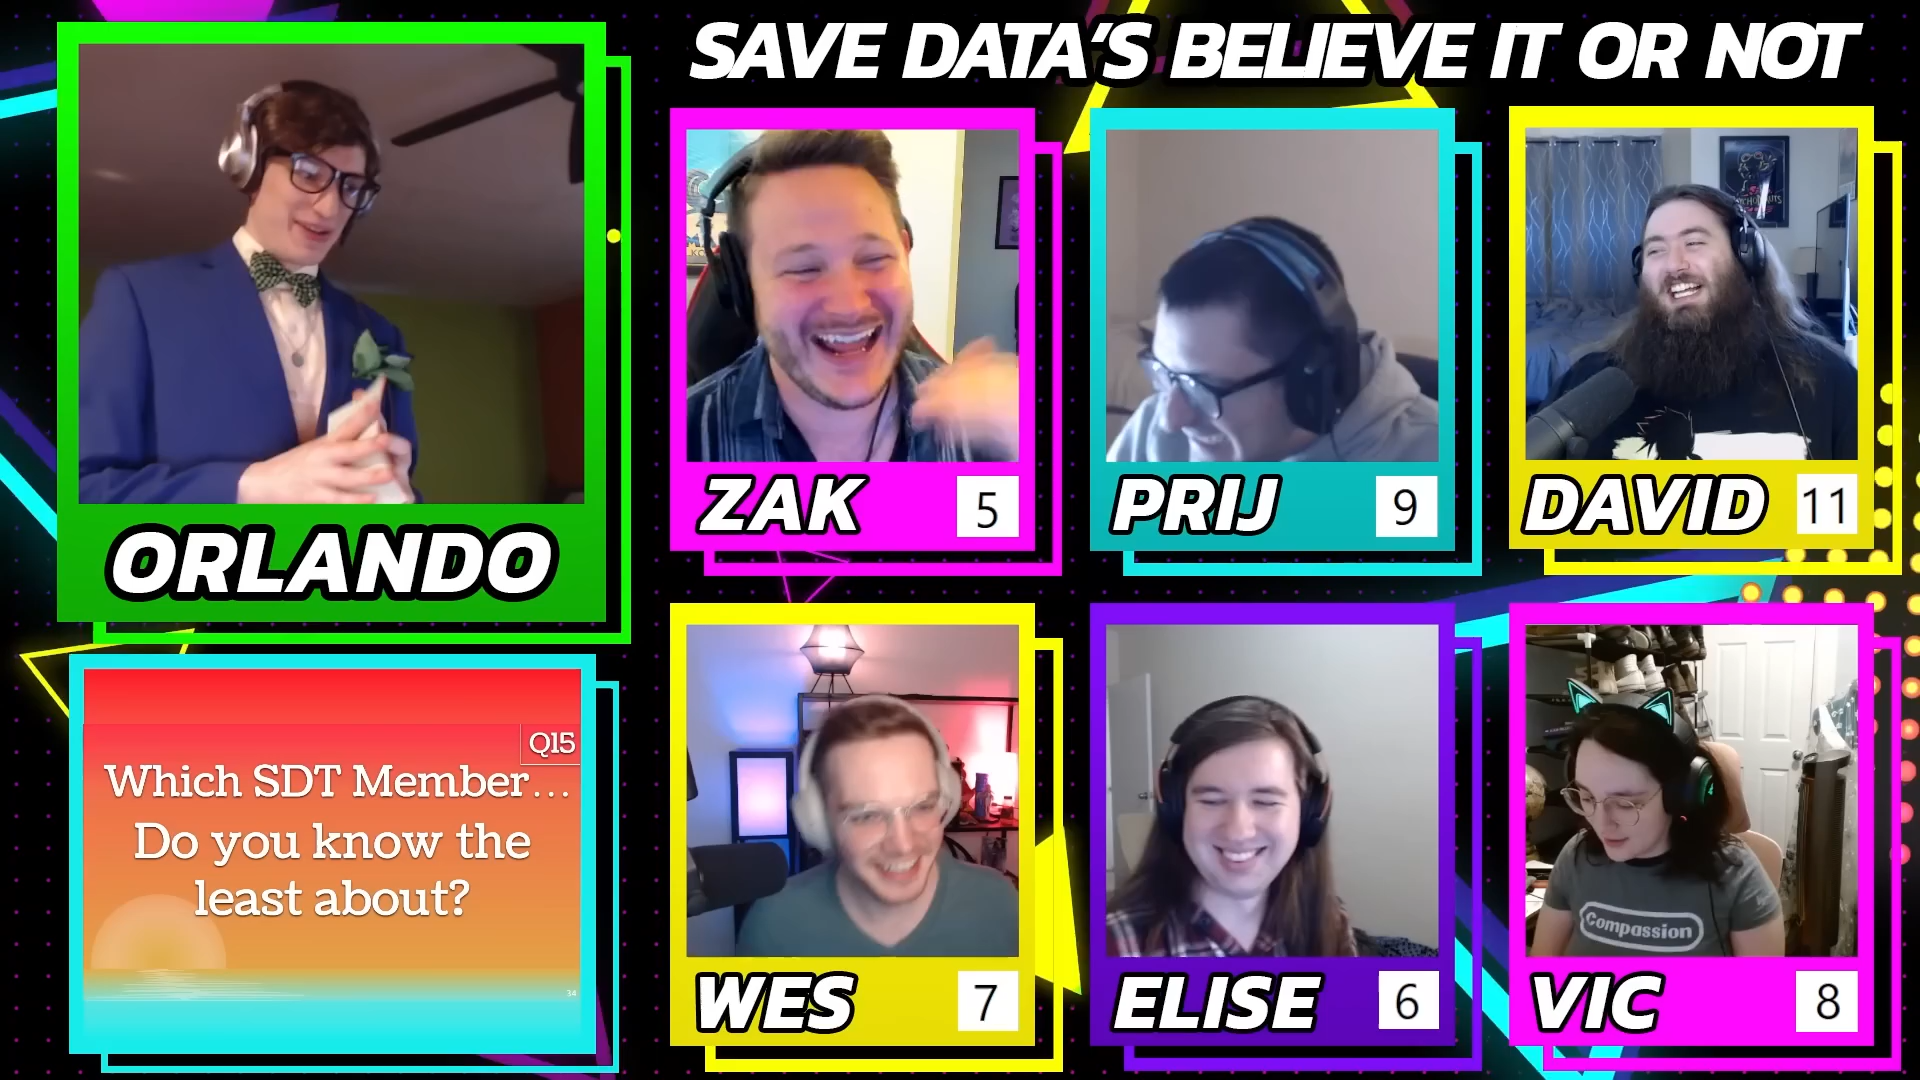 SAVE DATA'S BELIEVE IT OR NOT
ORLANDO
ZAK 5
PRIJ 9
DAVID 11
Q15
Which SDT Member...
Do you know the
least about?
34
WES 7
ELISE 6
VIC 8
Compassion